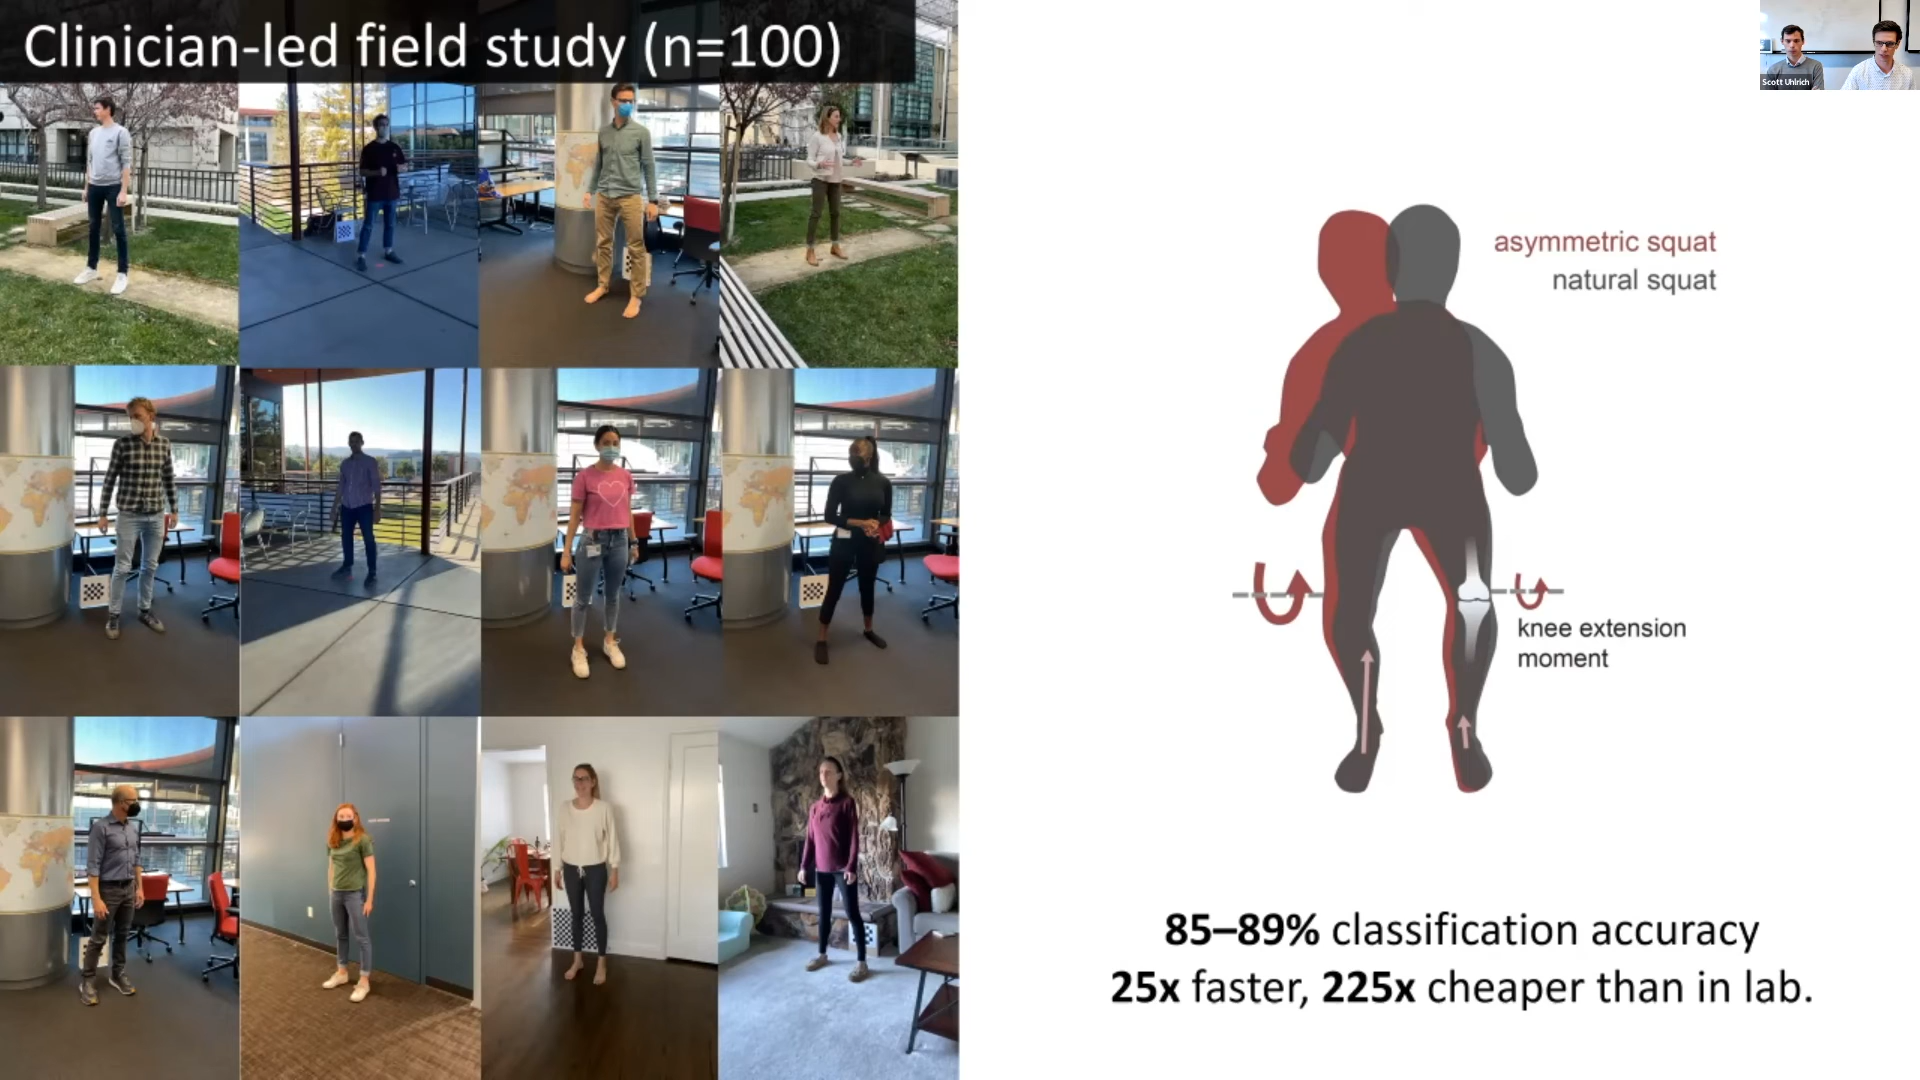 Clinician-led field study (n=100)
Scott Uhlrich
asymmetric squat
natural squat
knee extension
moment
85–89% classification accuracy
25x faster, 225x cheaper than in lab.